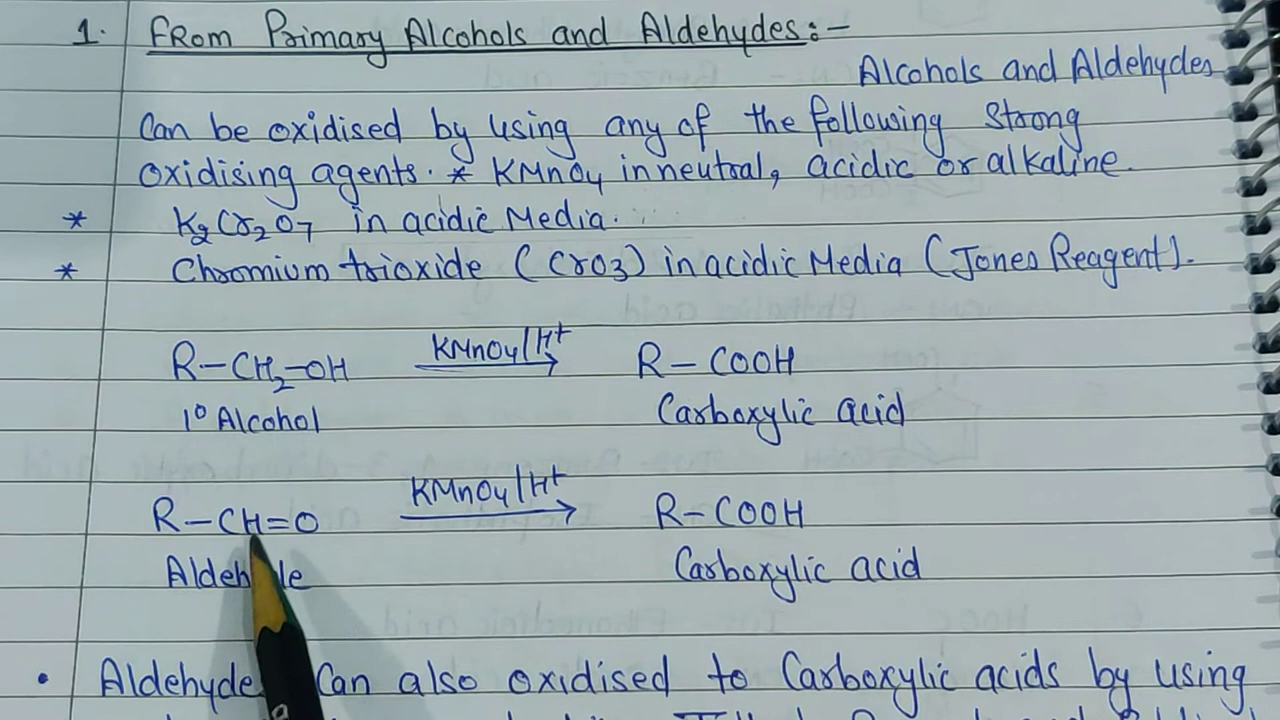 1. FRom Primary Alcohols and Aldehydes:-
Alcohols and Aldehydes
Can be oxidised by using any of the following strong
oxidising agents. * KMnO4 in neutral, acidic or alkaline.
* K2Cr2O7 in acidic Media.
* Chromium trioxide (CrO3) in acidic Media (Jones Reagent).
R-CH2-OH KMnO4/H+ R-COOH
1° Alcohol Carboxylic acid
R-CH=O KMnO4/H+ R-COOH
Carboxylic acid
• Aldehyde Can also oxidised to Carboxylic acids by using